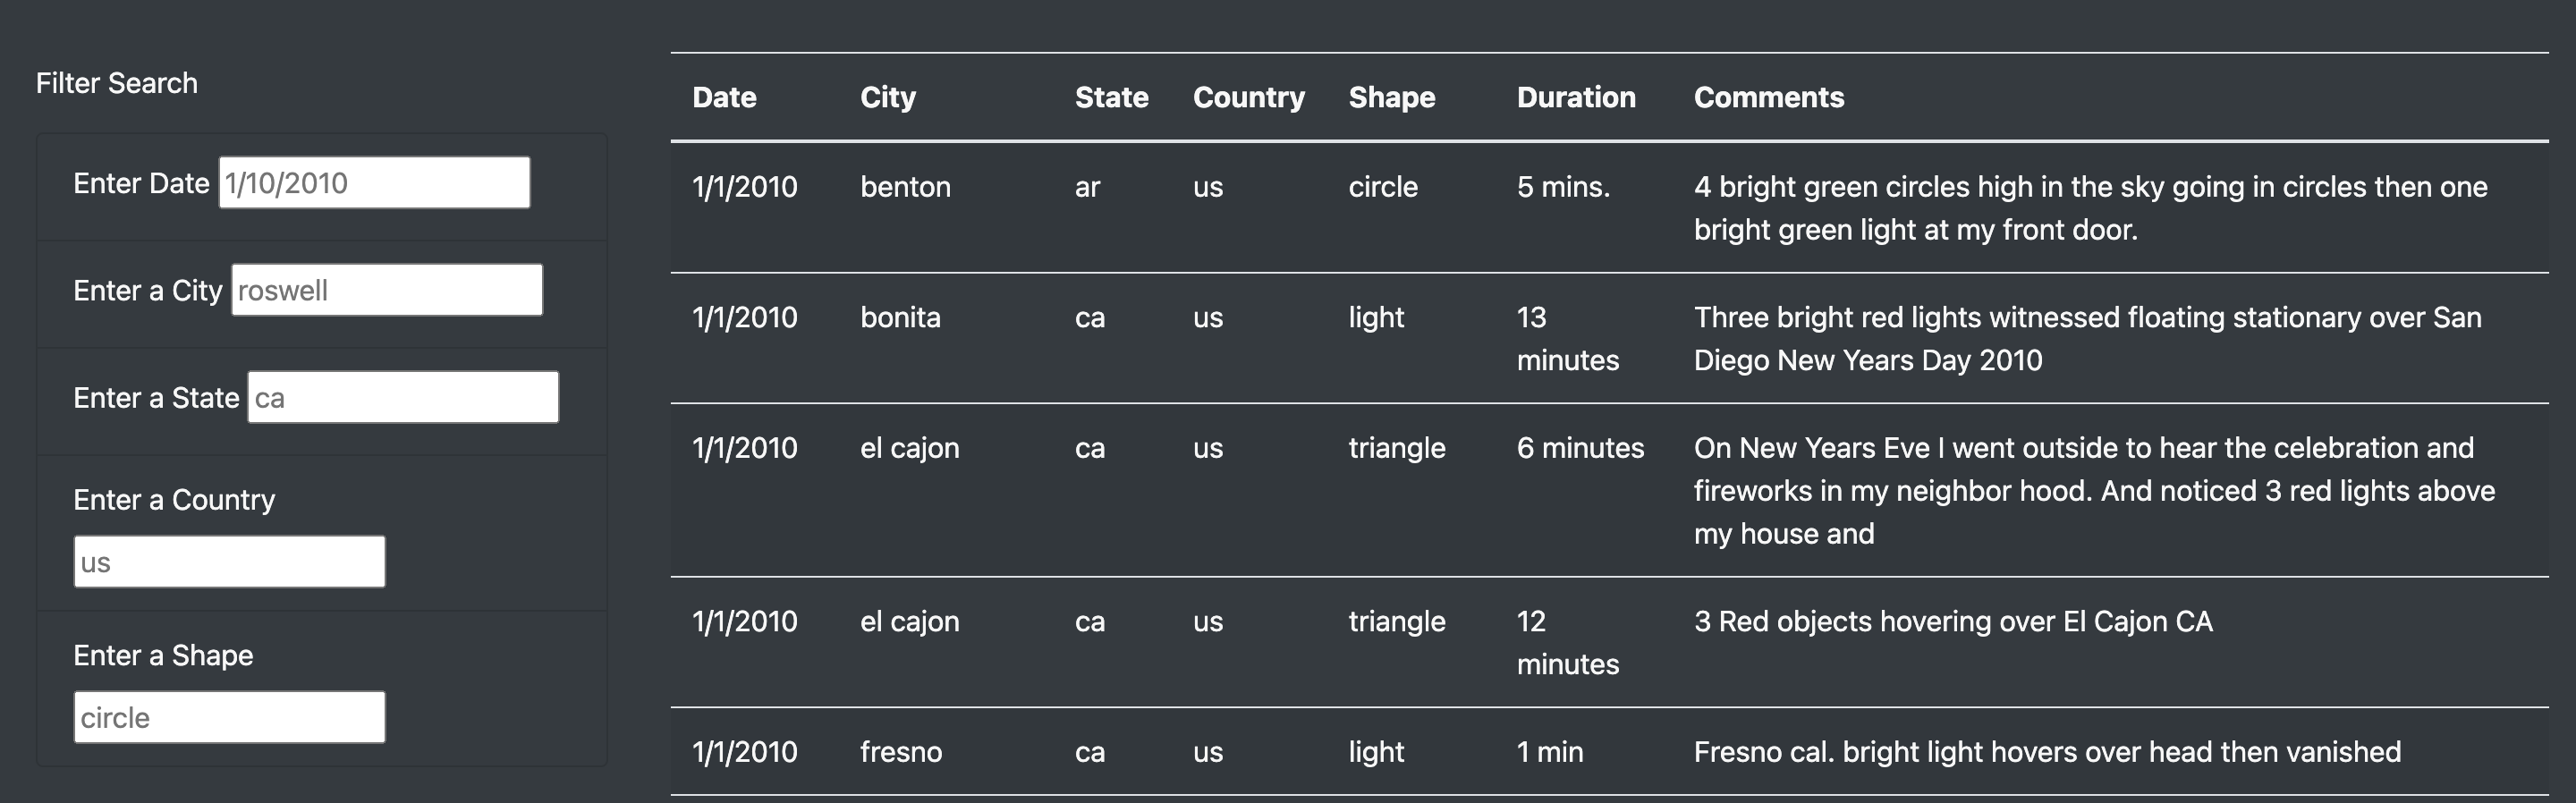 Filter Search
Enter Date 1/10/2010
Enter a City roswell
Enter a State ca
Enter a Country
us
Enter a Shape
circle
Date City State Country Shape Duration Comments
1/1/2010 benton ar us circle 5 mins. 4 bright green circles high in the sky going in circles then one
bright green light at my front door.
1/1/2010 bonita ca us light 13 Three bright red lights witnessed floating stationary over San
minutes Diego New Years Day 2010
1/1/2010 el cajon ca us triangle 6 minutes On New Years Eve I went outside to hear the celebration and
fireworks in my neighbor hood. And noticed 3 red lights above
my house and
1/1/2010 el cajon ca us triangle 12 3 Red objects hovering over El Cajon CA
minutes
1/1/2010 fresno ca us light 1 min Fresno cal. bright light hovers over head then vanished